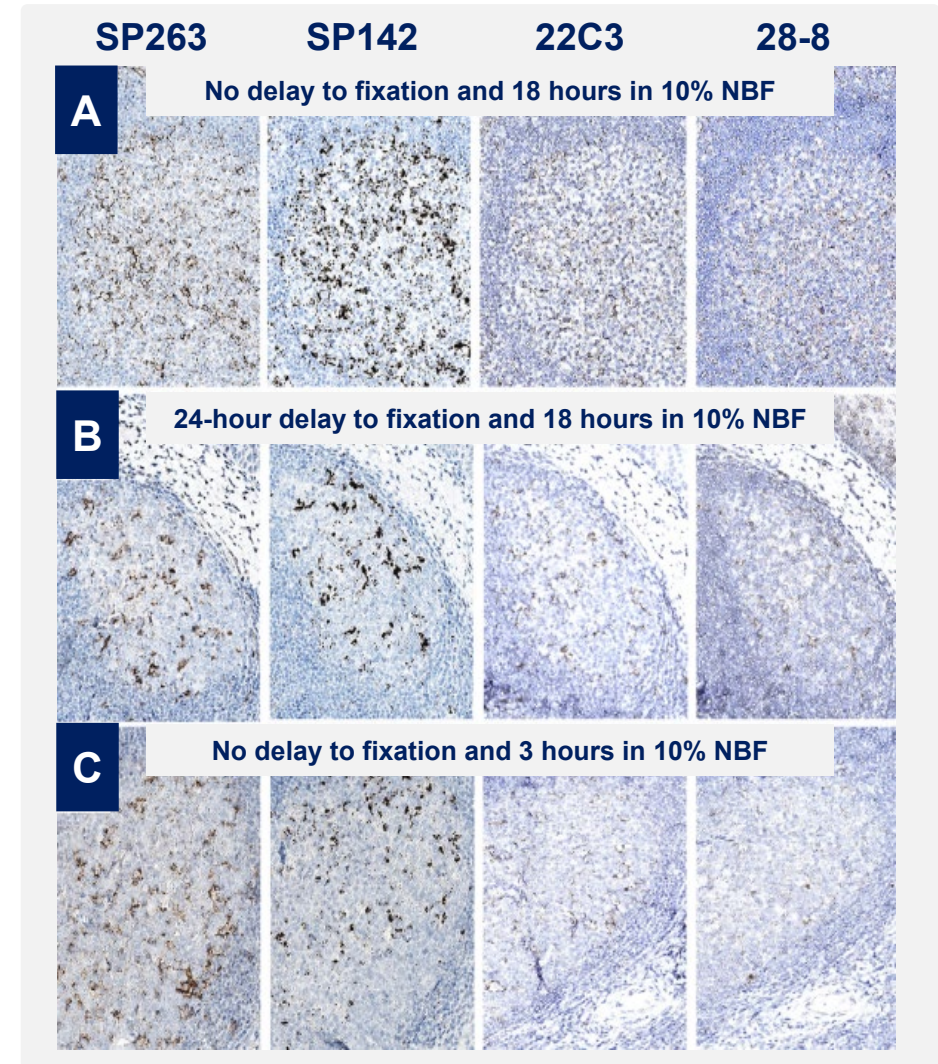 SP263 SP142 22C3 28-8
A
No delay to fixation and 18 hours in 10% NBF
B
24-hour delay to fixation and 18 hours in 10% NBF
C
No delay to fixation and 3 hours in 10% NBF